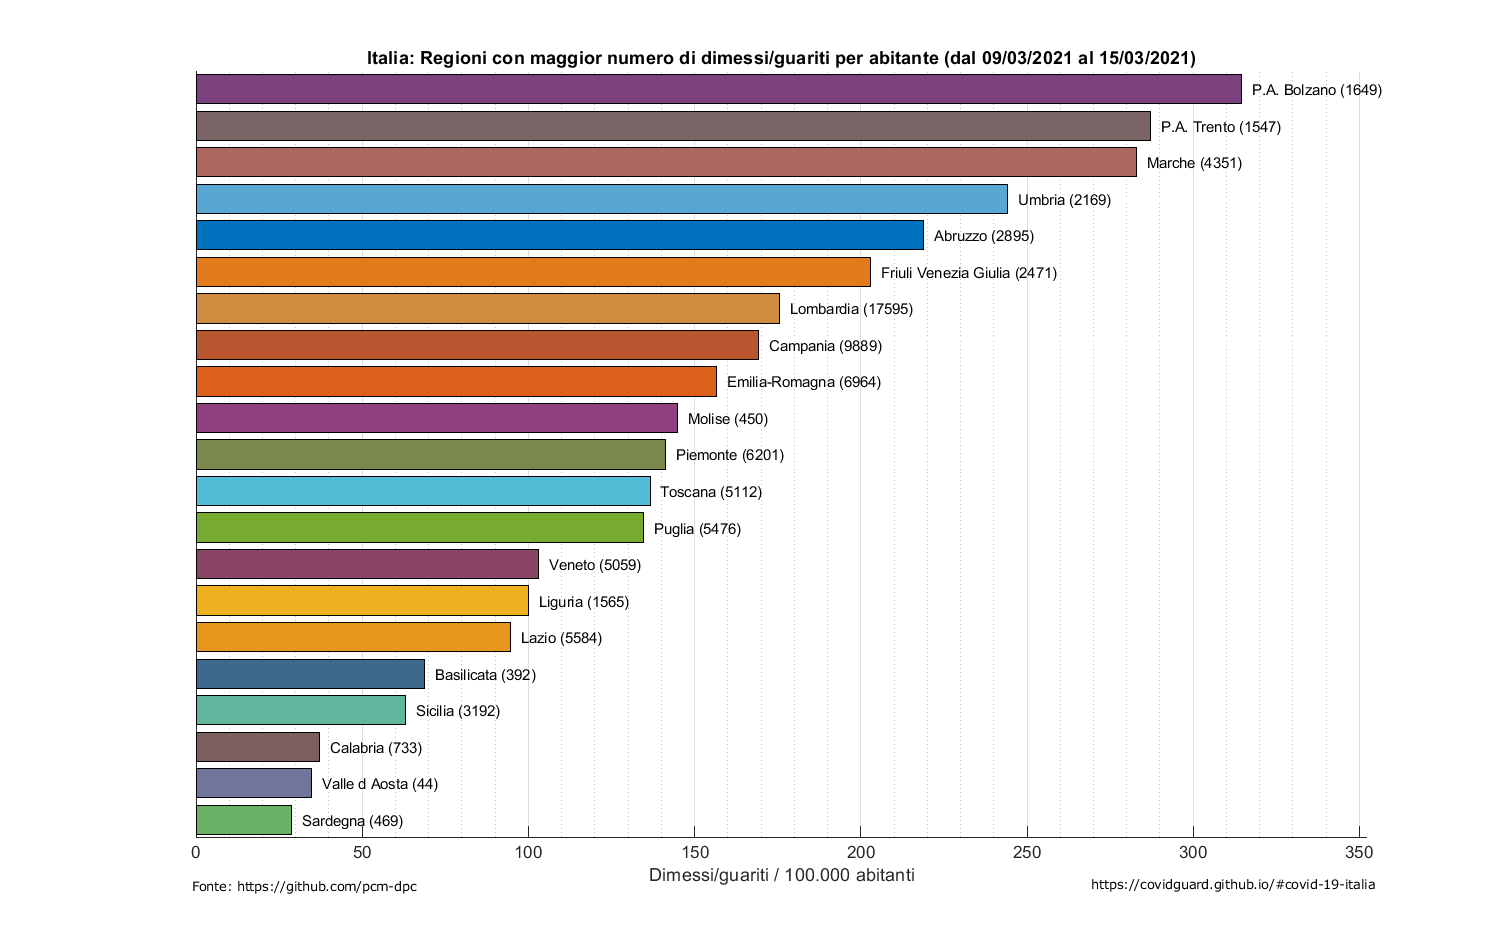 Italia: Regioni con maggior numero di dimessi/guariti per abitante (dal 09/03/2021 al 15/03/2021)
P.A. Bolzano (1649)
P.A. Trento (1547)
Marche (4351)
Umbria (2169)
Abruzzo (2895)
Friuli Venezia Giulia (2471)
Lombardia (17595)
Campania (9889)
Emilia-Romagna (6964)
Molise (450)
Piemonte (6201)
Toscana (5112)
Puglia (5476)
Veneto (5059)
Liguria (1565)
Lazio (5584)
Basilicata (392)
Sicilia (3192)
Calabria (733)
Valle d Aosta (44)
Sardegna (469)
0 50 100 150 200 250 300 350
Dimessi/guariti / 100.000 abitanti
Fonte: https://github.com/pcm-dpc
https://covidguard.github.io/#covid-19-italia